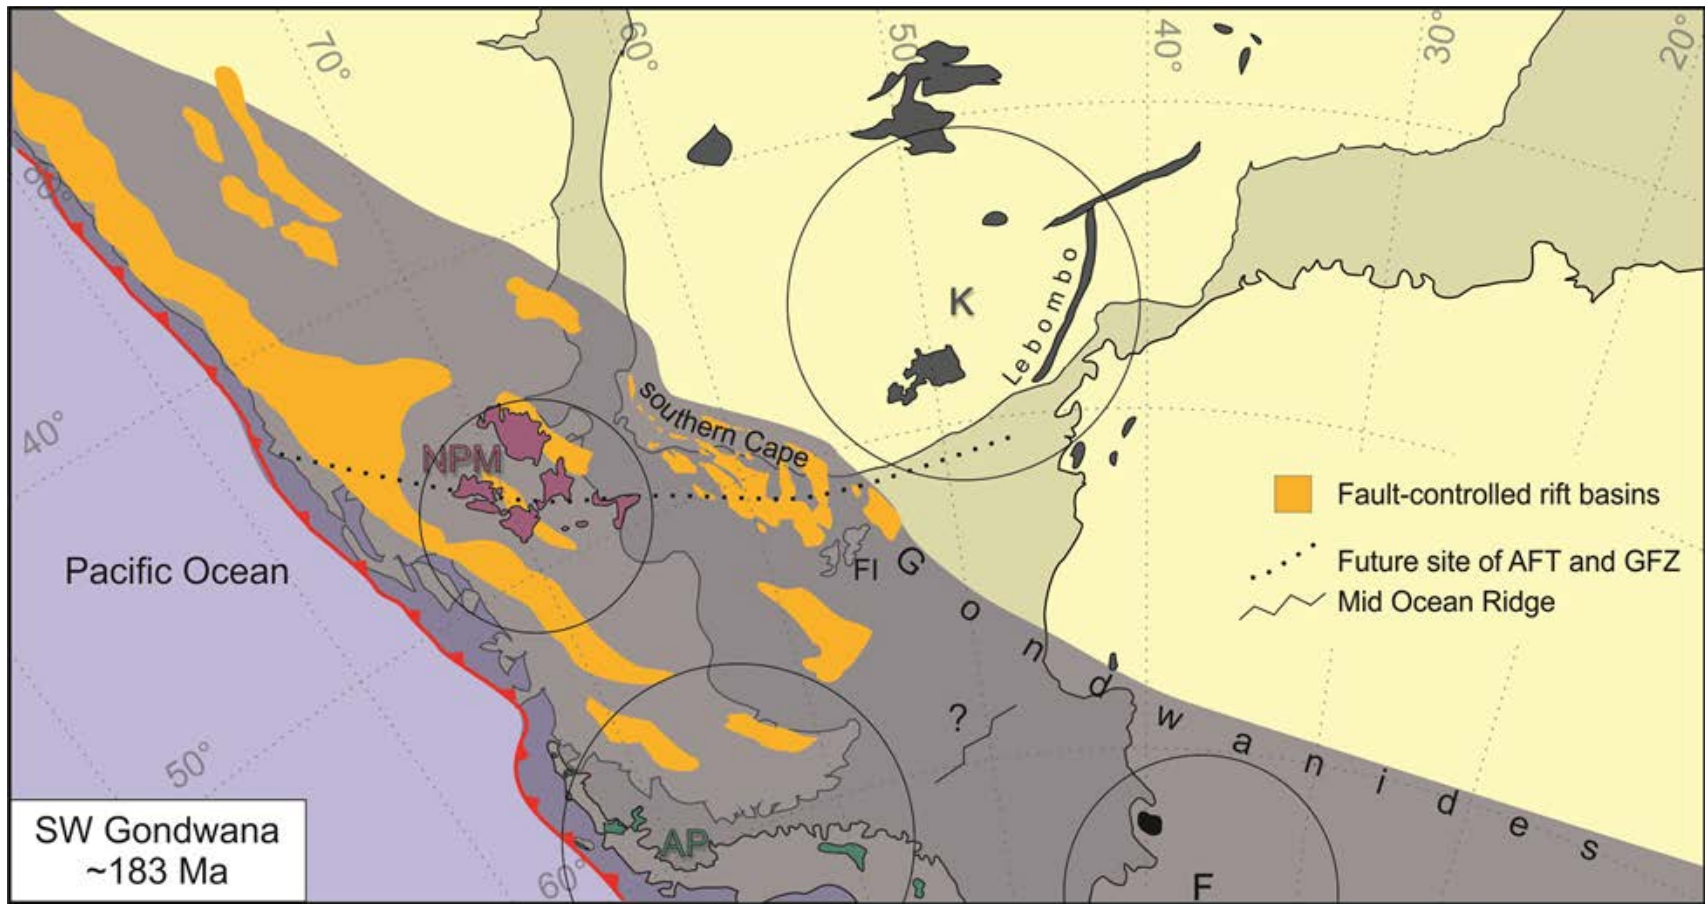 70°
60°
50°
40°
30°
20°
80°
K
Lebombo
southern Cape
40°
NPM
Fault-controlled rift basins
Pacific Ocean
FI
Future site of AFT and GFZ
Mid Ocean Ridge
Gondwanides
?
50°
SW Gondwana
~183 Ma
AP
60°
F